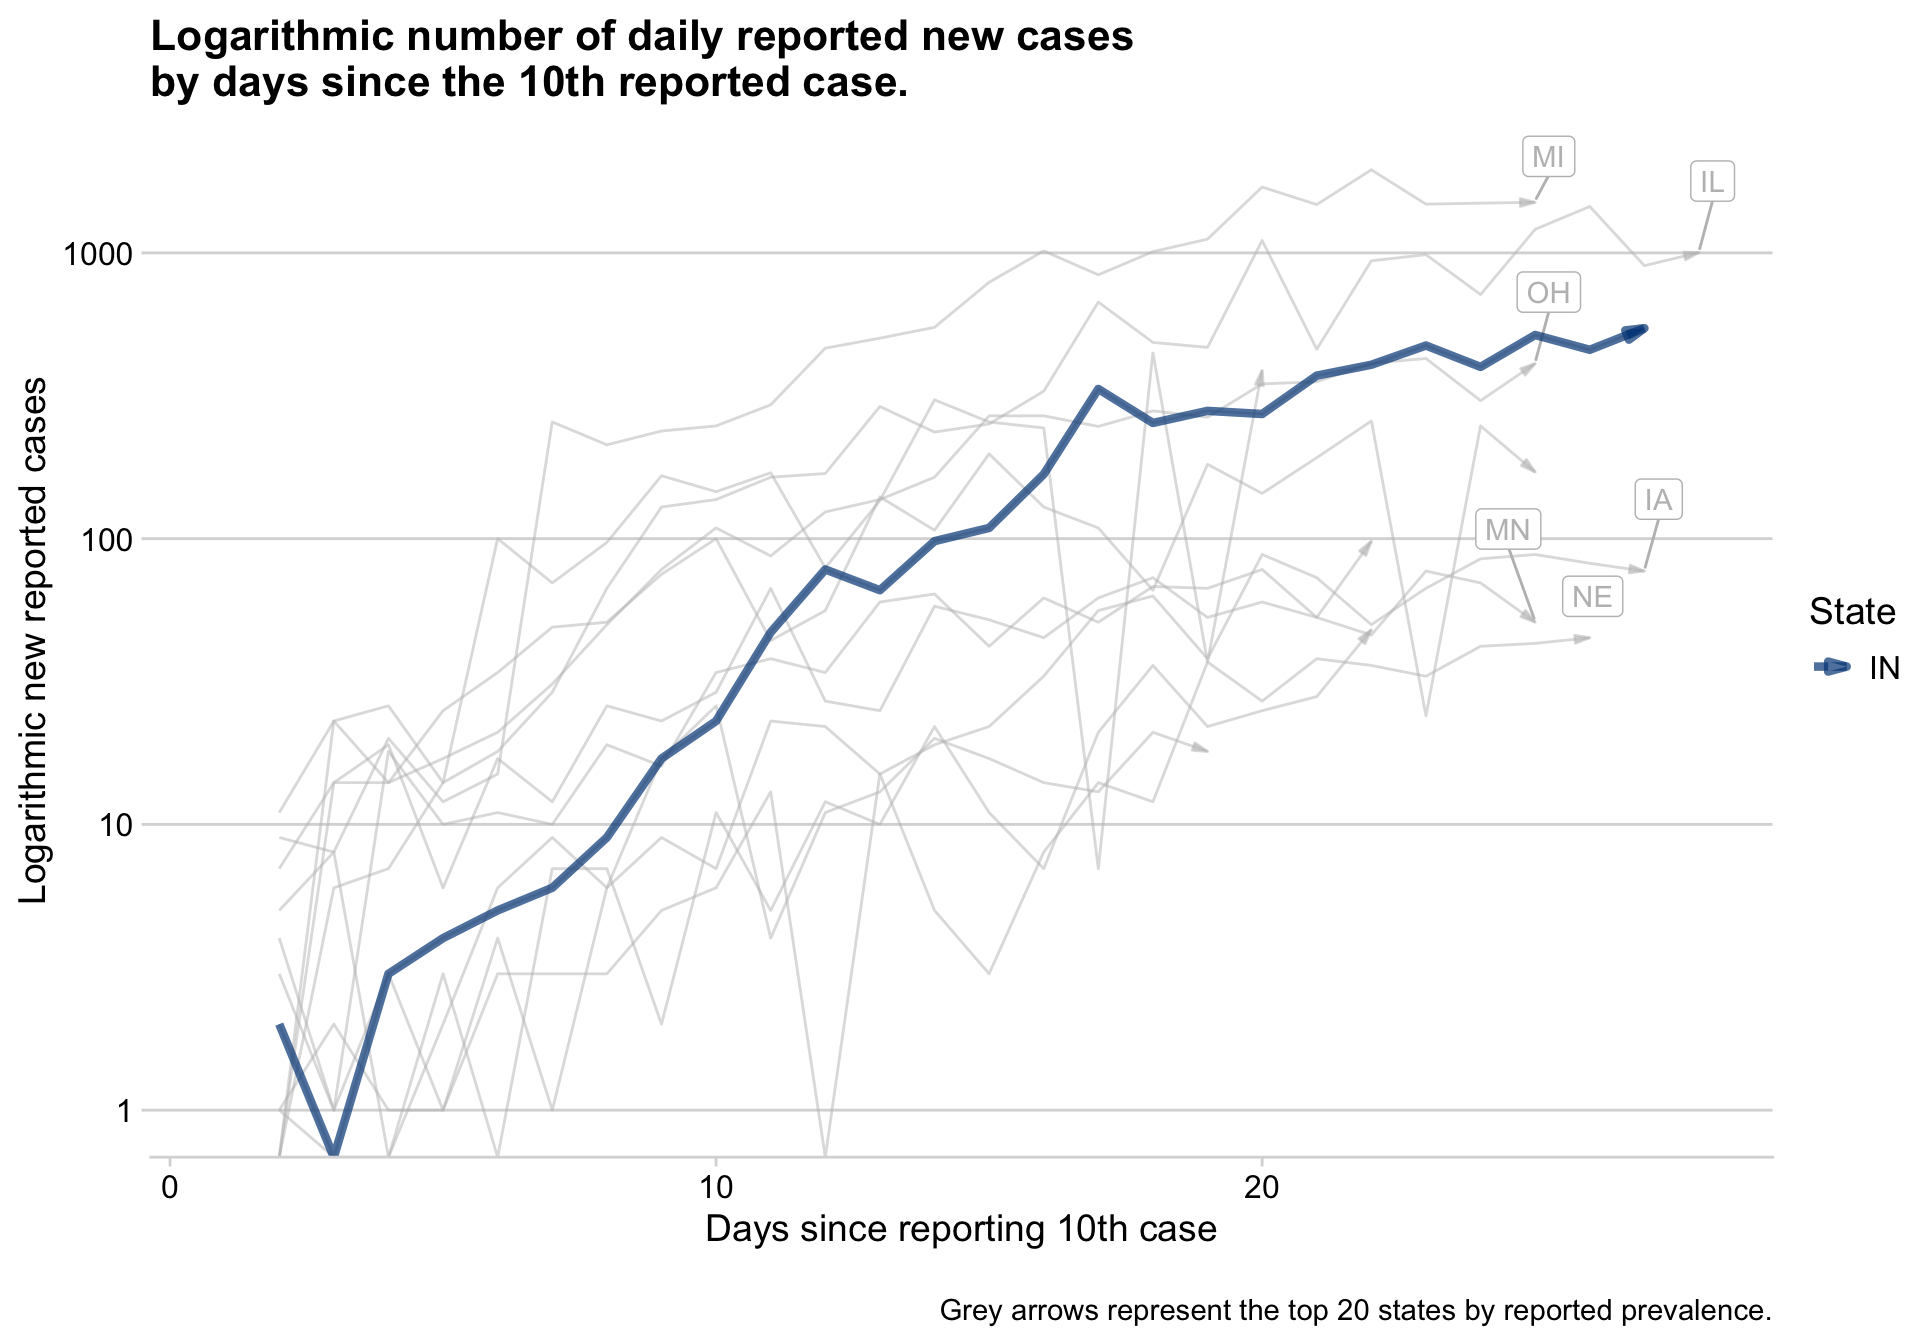 Logarithmic number of daily reported new cases
by days since the 10th reported case.
MI
IL
1000
OH
Logarithmic new reported cases
IA
MN
100
NE
State
IN
10
1
0
10
20
Days since reporting 10th case
Grey arrows represent the top 20 states by reported prevalence.